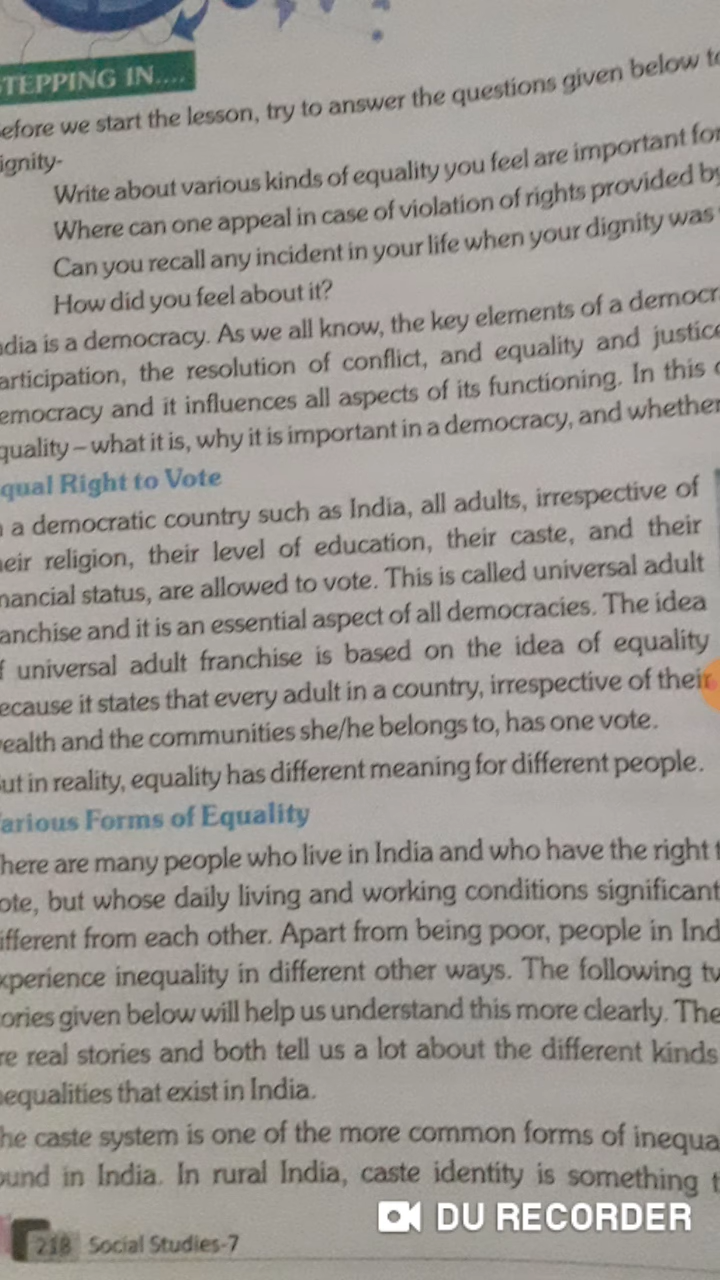 TEPPING IN....
efore we start the lesson, try to answer the questions given below to
ignity-
Write about various kinds of equality you feel are important for
Where can one appeal in case of violation of rights provided by
Can you recall any incident in your life when your dignity was
How did you feel about it?
dia is a democracy. As we all know, the key elements of a democr
articipation, the resolution of conflict, and equality and justice
emocracy and it influences all aspects of its functioning. In this
quality – what it is, why it is important in a democracy, and whether
qual Right to Vote
a democratic country such as India, all adults, irrespective of
eir religion, their level of education, their caste, and their
nancial status, are allowed to vote. This is called universal adult
anchise and it is an essential aspect of all democracies. The idea
f universal adult franchise is based on the idea of equality
ecause it states that every adult in a country, irrespective of their
ealth and the communities she/he belongs to, has one vote.
ut in reality, equality has different meaning for different people.
arious Forms of Equality
here are many people who live in India and who have the right t
ote, but whose daily living and working conditions significant
ifferent from each other. Apart from being poor, people in Ind
xperience inequality in different other ways. The following tw
ories given below will help us understand this more clearly. The
re real stories and both tell us a lot about the different kinds
equalities that exist in India.
he caste system is one of the more common forms of inequa
ound in India. In rural India, caste identity is something t
DU RECORDER
218 Social Studies-7